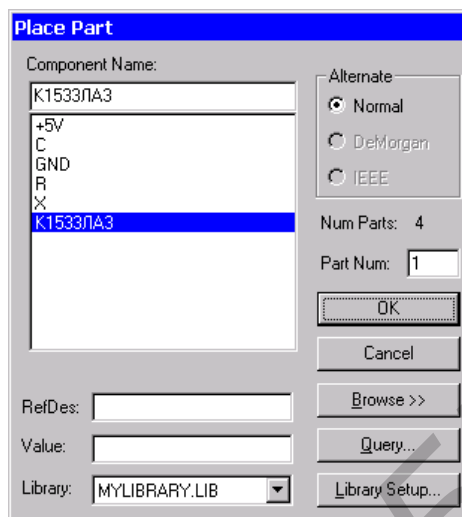 Place Part
Component Name:
К1533ЛА3
+5V
C
GND
R
X
К1533ЛА3
Alternate
Normal
DeMorgan
IEEE
Num Parts: 4
Part Num: 1
OK
Cancel
Browse >>
Query...
Library Setup...
RefDes:
Value:
Library: MYLIBRARY.LIB